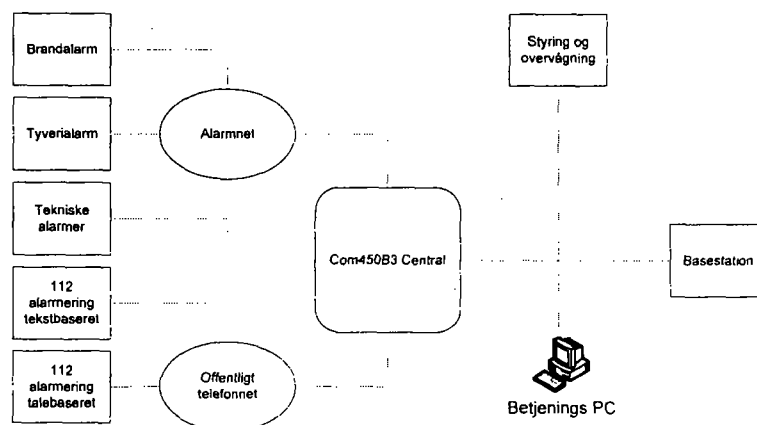 Brandalarm
Tyverialarm
Tekniske
alarmer
112
alarmering
tekstbaseret
112
alarmering
talebaseret
Alarmnet
Offentligt
telefonnet
Com450B3 Central
Styring og
overvågning
Basestation
Betjenings PC